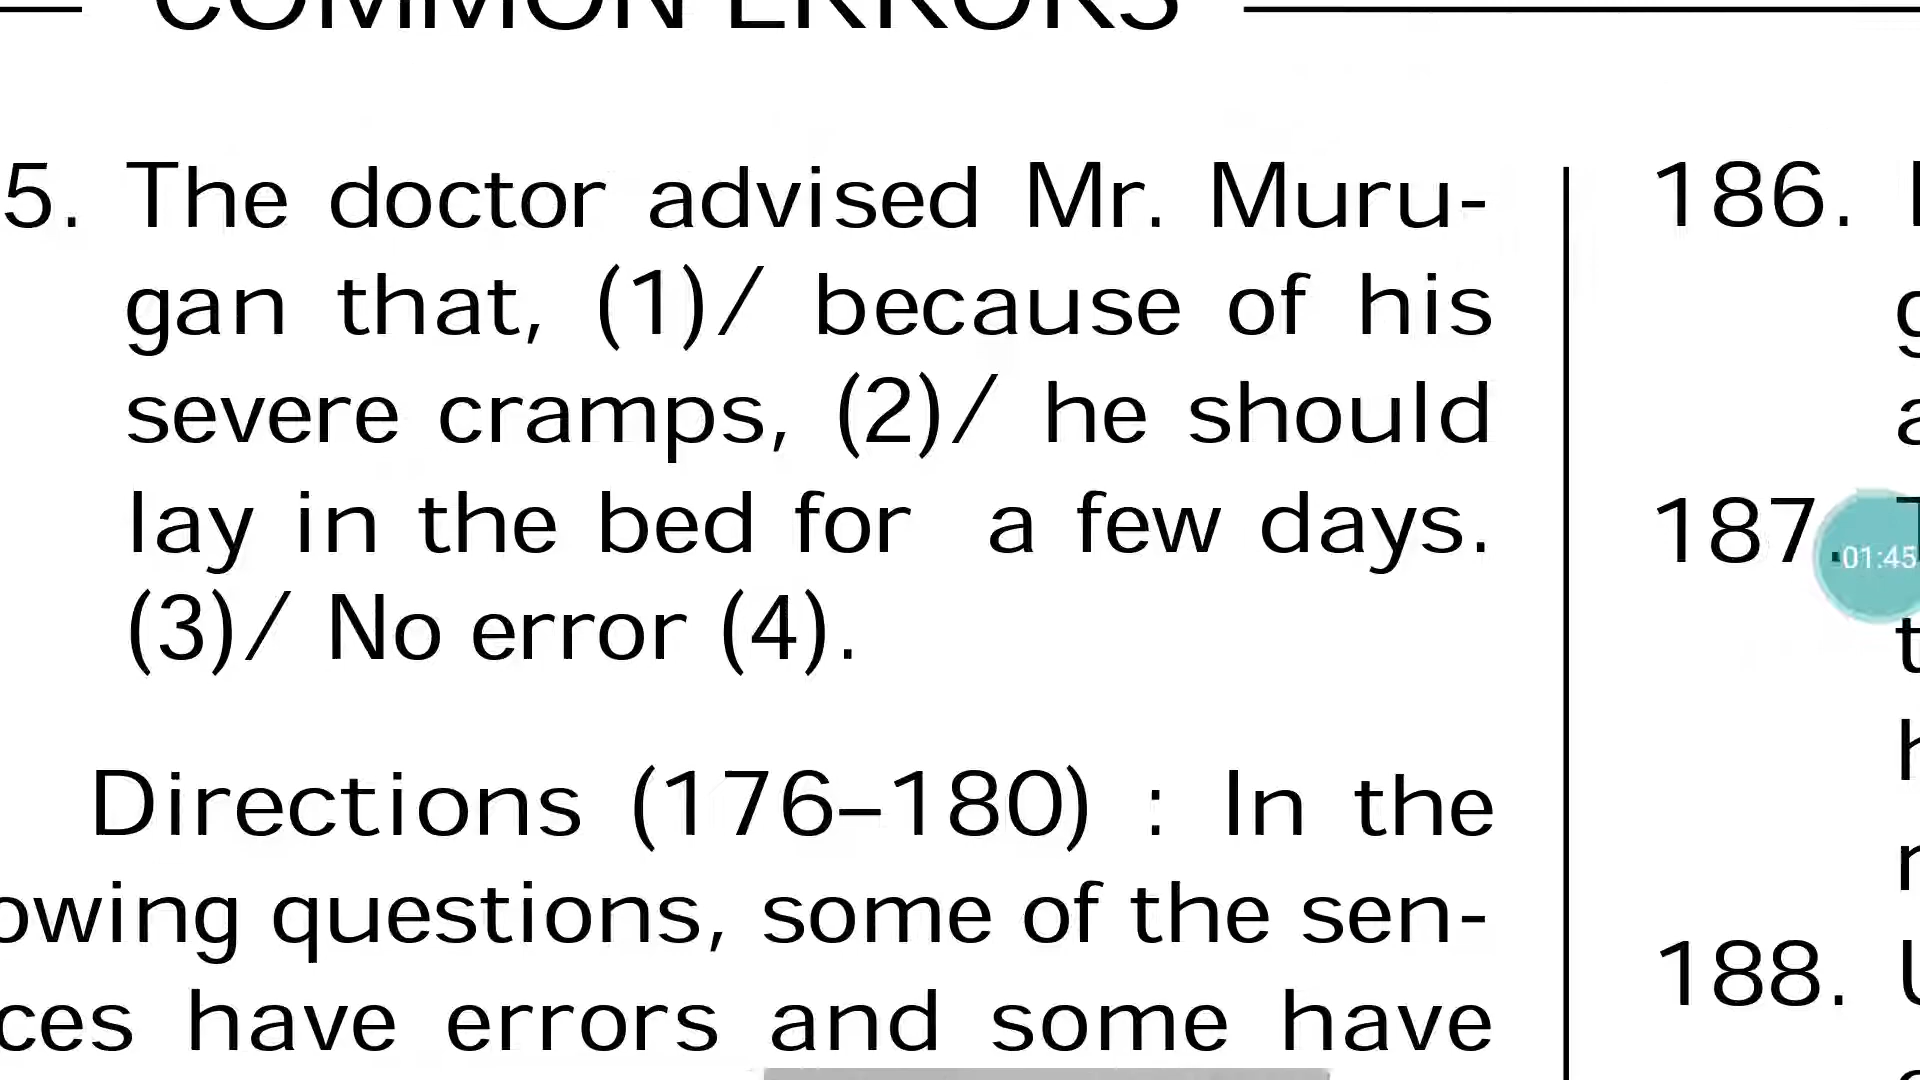 COMMON ERRORS
5. The doctor advised Mr. Muru-
gan that, (1)/ because of his
severe cramps, (2)/ he should
lay in the bed for a few days.
(3)/ No error (4).
Directions (176–180) : In the
owing questions, some of the sen-
ces have errors and some have
186.
187.
01:45
188.